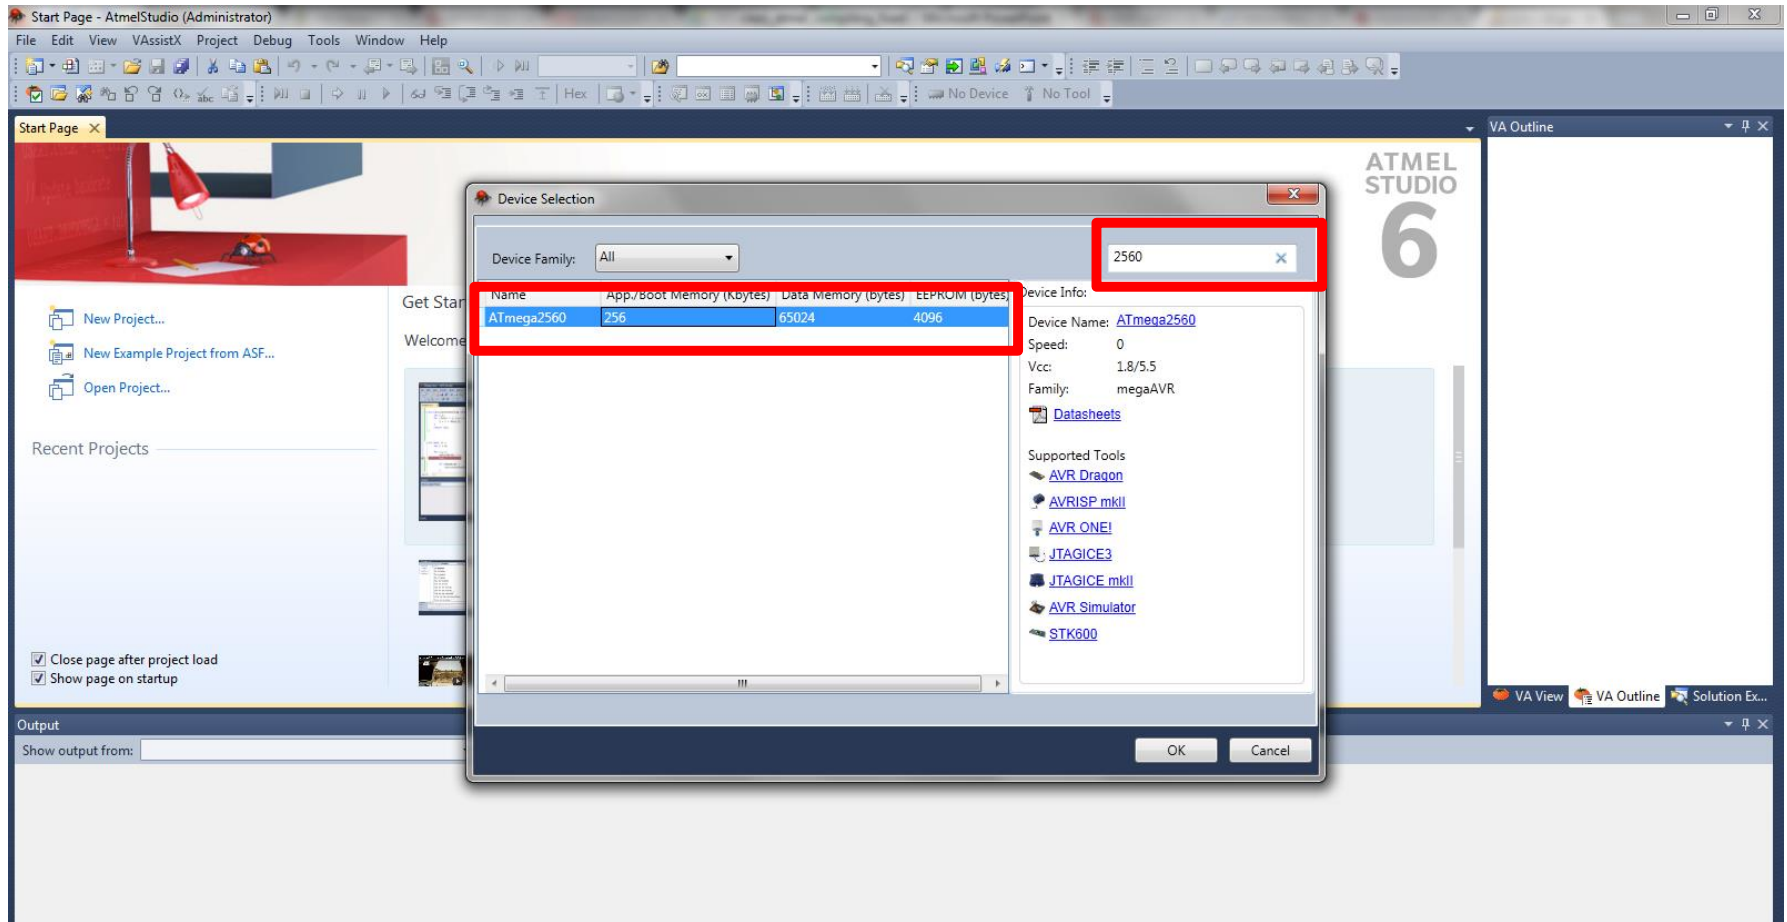 Start Page - AtmelStudio (Administrator)
File Edit View VAssistX Project Debug Tools Window Help
Hex
No Device No Tool
Start Page
VA Outline
ATMEL
STUDIO
6
Device Selection
Device Family: All
2560
Name App./Boot Memory (Kbytes) Data Memory (bytes) EEPROM (bytes)
ATmega2560 256 65024 4096
Device Info:
Device Name: ATmega2560
Speed: 0
Vcc: 1.8/5.5
Family: megaAVR
Datasheets
Supported Tools
AVR Dragon
AVRISP mkII
AVR ONE!
JTAGICE3
JTAGICE mkII
AVR Simulator
STK600
OK Cancel
New Project...
New Example Project from ASF...
Open Project...
Recent Projects
Get Star
Welcome
Close page after project load
Show page on startup
VA View VA Outline Solution Ex...
Output
Show output from: